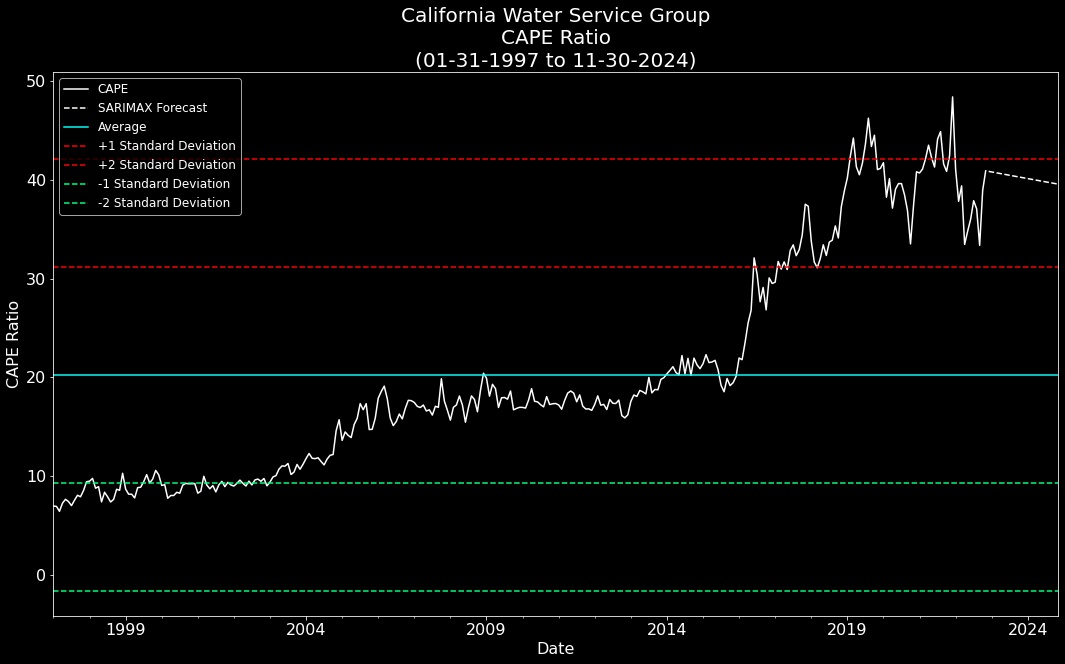 California Water Service Group
CAPE Ratio
(01-31-1997 to 11-30-2024)
50
40
30
20
10
0
CAPE Ratio
CAPE
SARIMAX Forecast
Average
+1 Standard Deviation
+2 Standard Deviation
-1 Standard Deviation
-2 Standard Deviation
1999 2004 2009 2014 2019 2024
Date